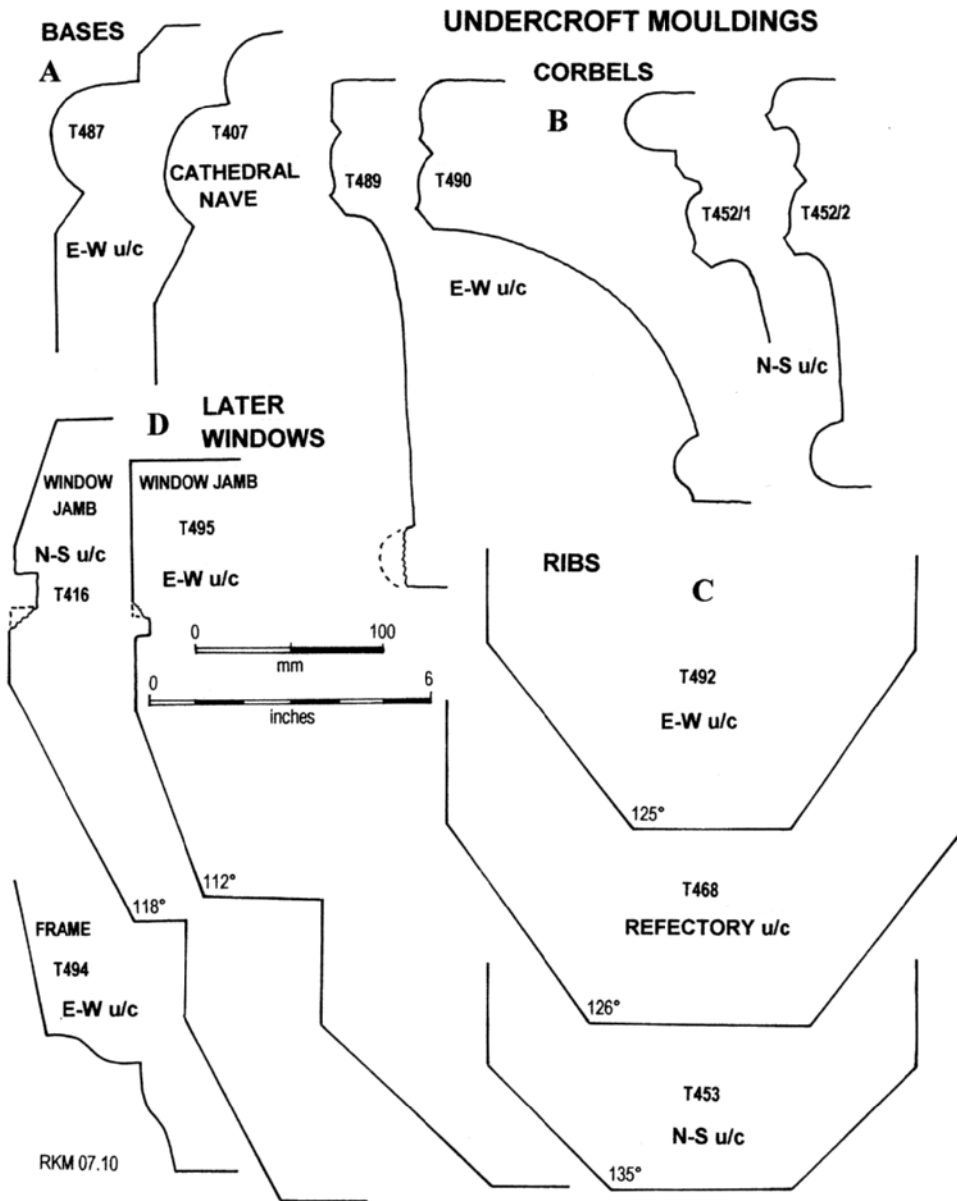 UNDERCROFT MOULDINGS
BASES
A
T487
E-W u/c
T407
CATHEDRAL
NAVE
CORBELS
B
T489
T490
E-W u/c
T452/1
T452/2
N-S u/c
D
LATER
WINDOWS
WINDOW
JAMB
N-S u/c
T416
118°
WINDOW JAMB
T495
E-W u/c
112°
0
100
mm
0
6
inches
FRAME
T494
E-W u/c
RIBS
C
T492
E-W u/c
125°
T468
REFECTORY u/c
126°
T453
N-S u/c
135°
RKM 07.10